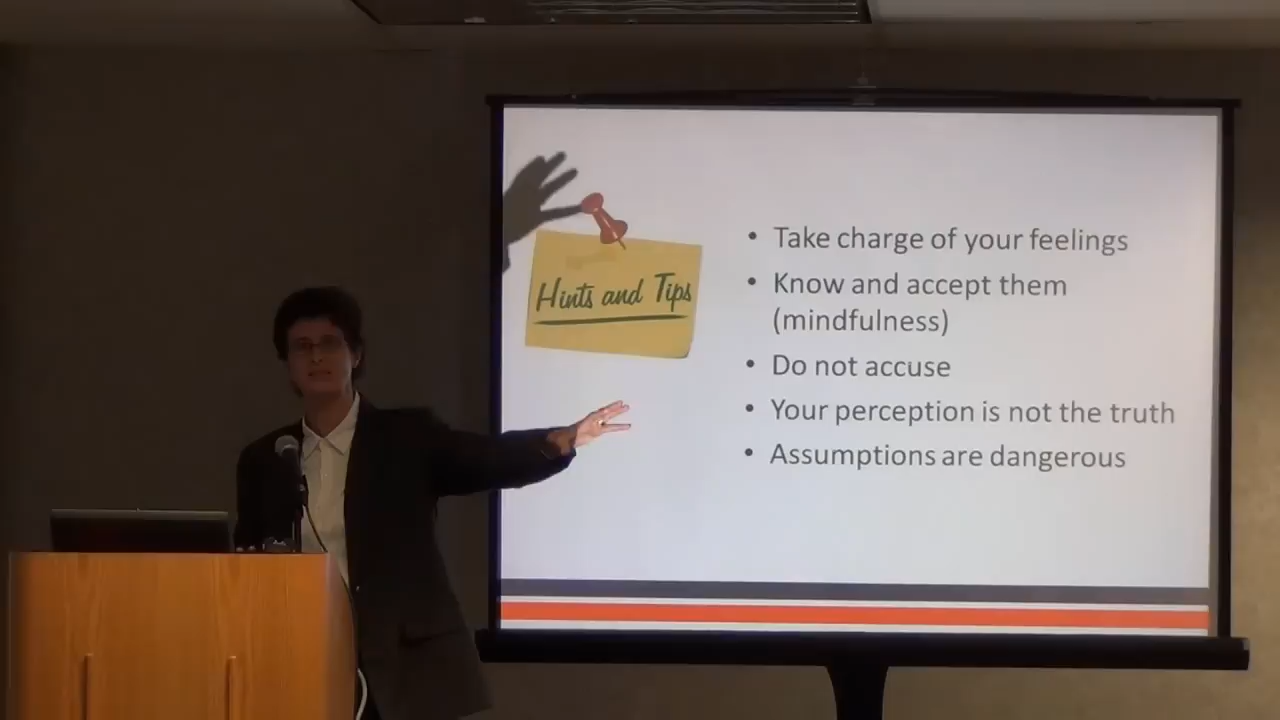 Hints and Tips
• Take charge of your feelings
• Know and accept them
(mindfulness)
• Do not accuse
• Your perception is not the truth
• Assumptions are dangerous